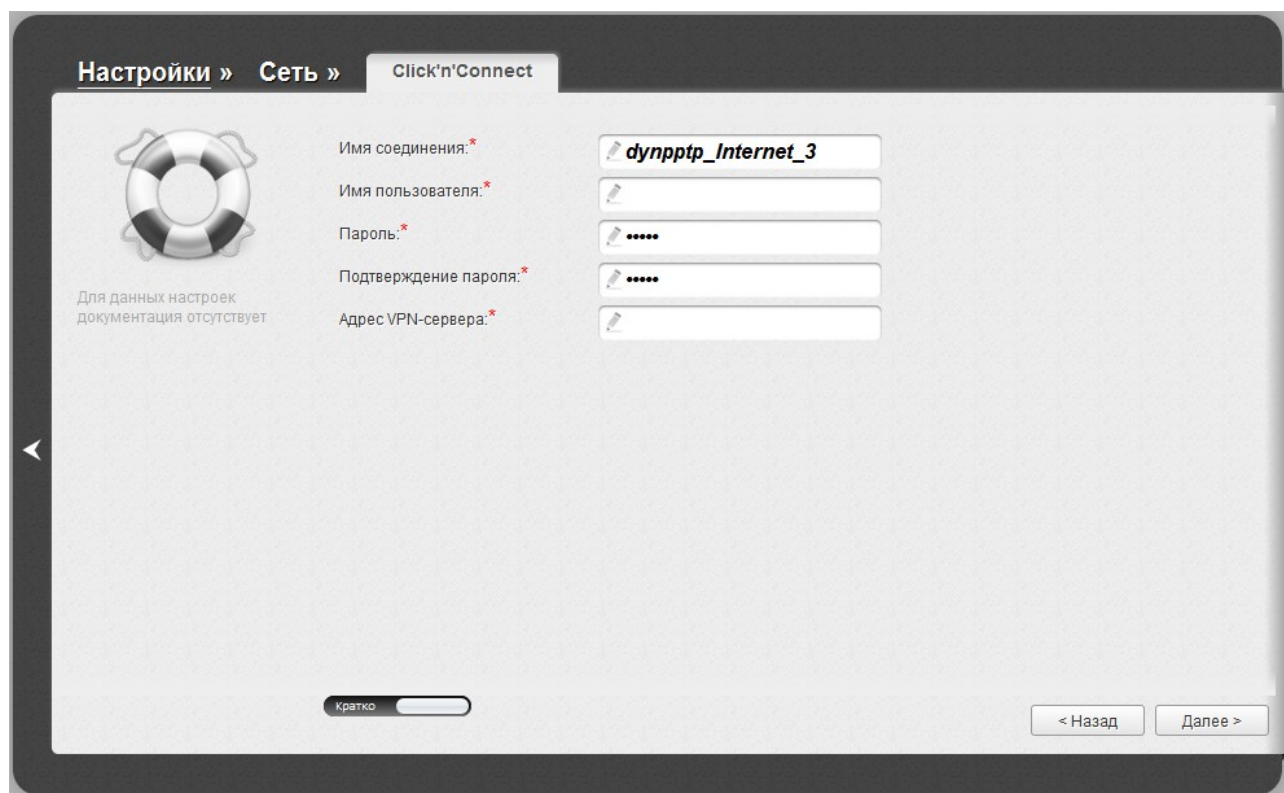 Настройки » Сеть » Click'n'Connect
Имя соединения:* dynpptp_Internet_3
Имя пользователя:*
Пароль:* •••••
Подтверждение пароля:* •••••
Адрес VPN-сервера:*
Для данных настроек
документация отсутствует
Кратко
< Назад Далее >